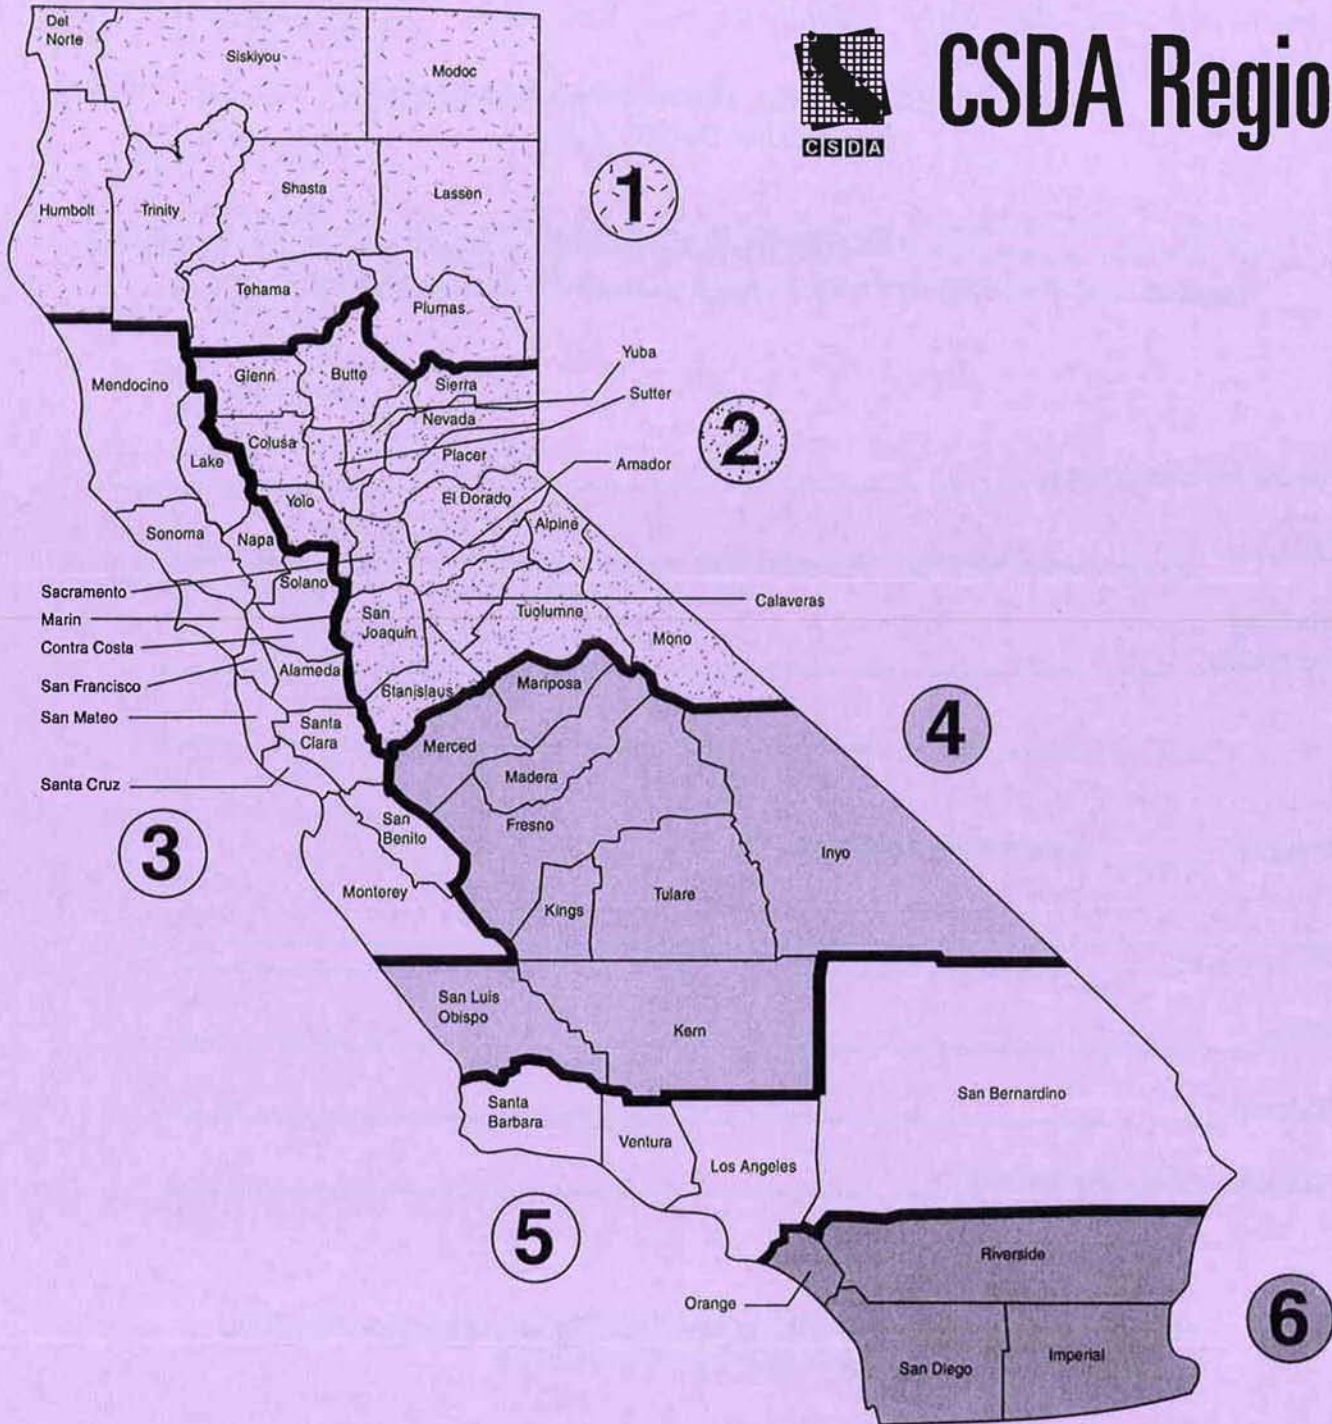 CSDA Regio
CSDA
Del
Norte
Siskiyou
Modoc
1
Humbolt
Trinity
Shasta
Lassen
Tehama
Plumas
Mendocino
Glenn
Butte
Sierra
Yuba
Sutter
Nevada
2
Lake
Colusa
Placer
Amador
Yolo
El Dorado
Sonoma
Napa
Alpine
Solano
Sacramento
Calaveras
Marin
San
Joaquin
Tuolumne
Contra Costa
Mono
Alameda
San Francisco
Stanislaus
Mariposa
San Mateo
Santa
Clara
Merced
4
Santa Cruz
Madera
3
San
Benito
Fresno
Inyo
Monterey
Kings
Tulare
San Luis
Obispo
Kern
Santa
Barbara
San Bernardino
Ventura
Los Angeles
5
Riverside
Orange
6
San Diego
Imperial